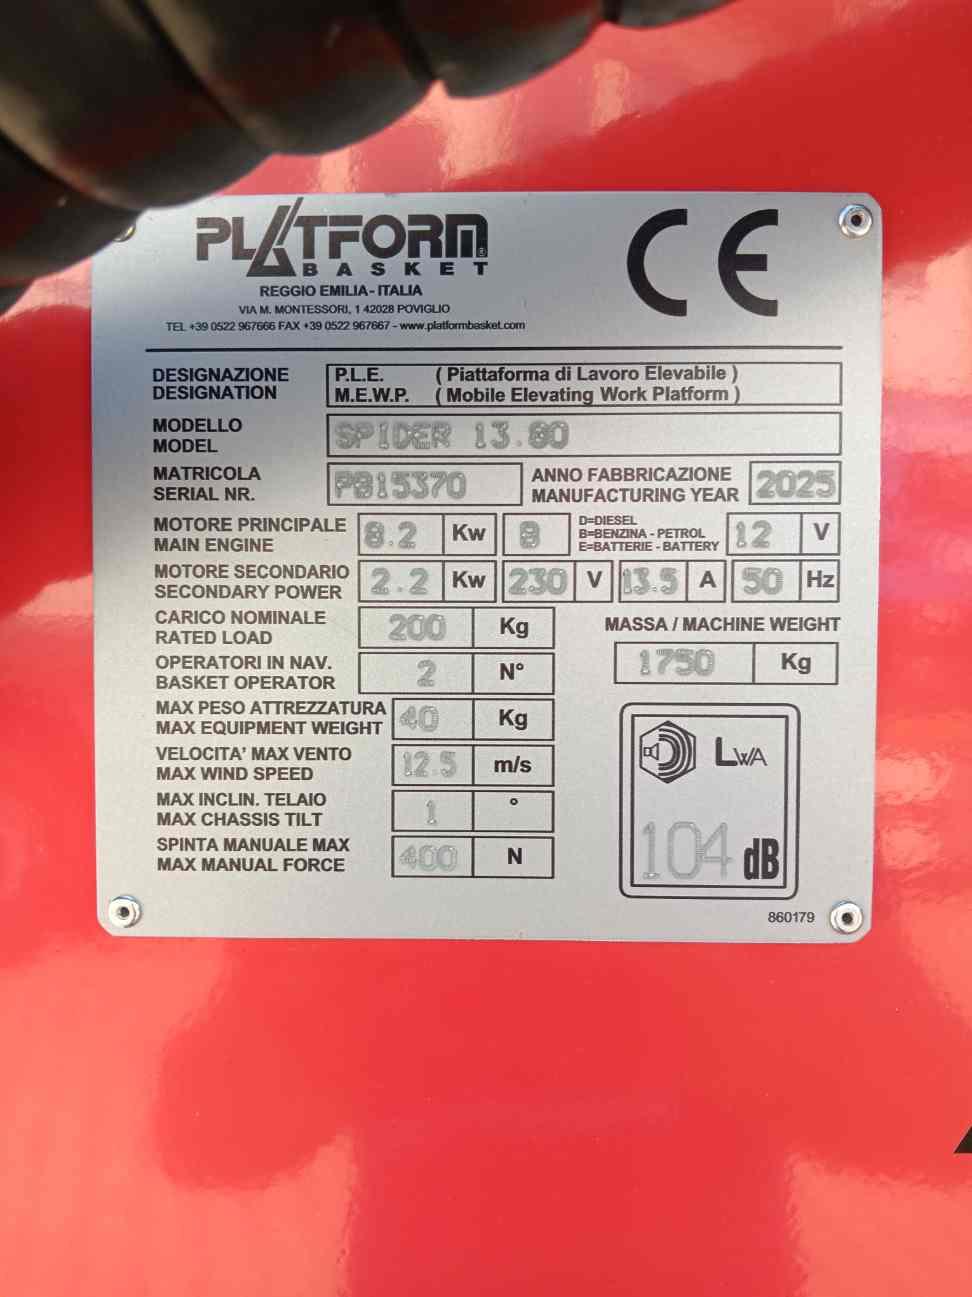 PLATFORM®
BASKET
CE
REGGIO EMILIA - ITALIA
VIA M. MONTESSORI, 1 42028 POVIGLIO
TEL +39 0522 967666 FAX +39 0522 967667 - www.platformbasket.com
DESIGNAZIONE P.L.E. ( Piattaforma di Lavoro Elevabile )
DESIGNATION M.E.W.P. ( Mobile Elevating Work Platform )
MODELLO
MODEL SPIDER 13.80
MATRICOLA ANNO FABBRICAZIONE
SERIAL NR. PB15370 MANUFACTURING YEAR 2025
MOTORE PRINCIPALE
MAIN ENGINE 8.2 Kw B
D=DIESEL
B=BENZINA - PETROL
E=BATTERIE - BATTERY
12 V
MOTORE SECONDARIO
SECONDARY POWER 2.2 Kw 230 V 13.5 A 50 Hz
CARICO NOMINALE
RATED LOAD 200 Kg
MASSA / MACHINE WEIGHT
1750 Kg
OPERATORI IN NAV.
BASKET OPERATOR 2 N°
MAX PESO ATTREZZATURA
MAX EQUIPMENT WEIGHT 40 Kg
VELOCITA' MAX VENTO
MAX WIND SPEED 12.5 m/s
MAX INCLIN. TELAIO
MAX CHASSIS TILT 1 °
SPINTA MANUALE MAX
MAX MANUAL FORCE 400 N
LWA
104 dB
860179